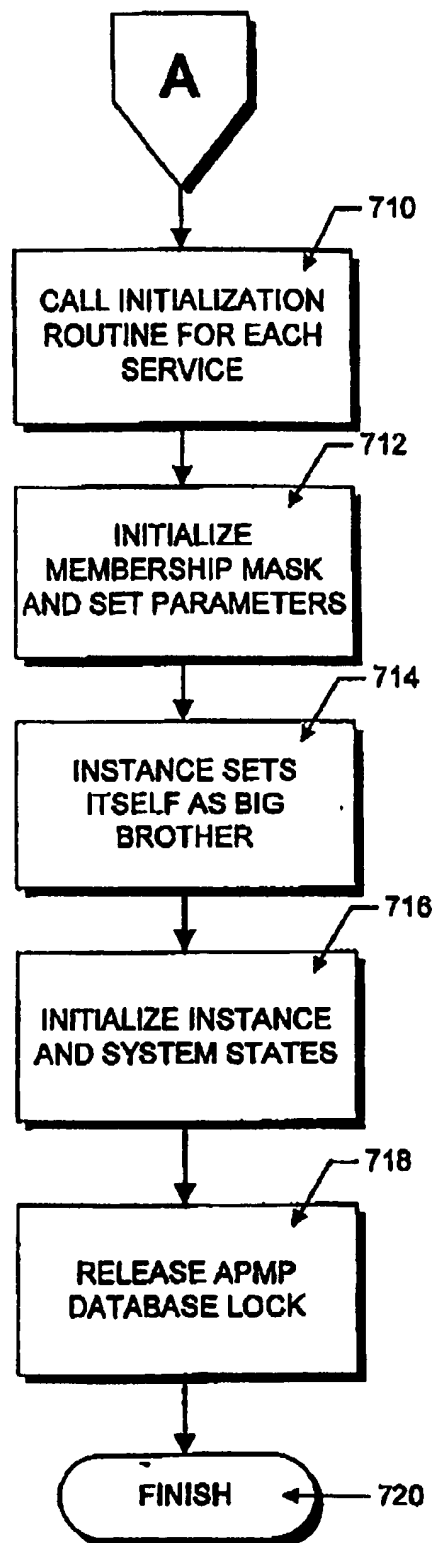 A
710
CALL INITIALIZATION
ROUTINE FOR EACH
SERVICE
712
INITIALIZE
MEMBERSHIP MASK
AND SET PARAMETERS
714
INSTANCE SETS
ITSELF AS BIG
BROTHER
716
INITIALIZE INSTANCE
AND SYSTEM STATES
718
RELEASE APMP
DATABASE LOCK
FINISH
720